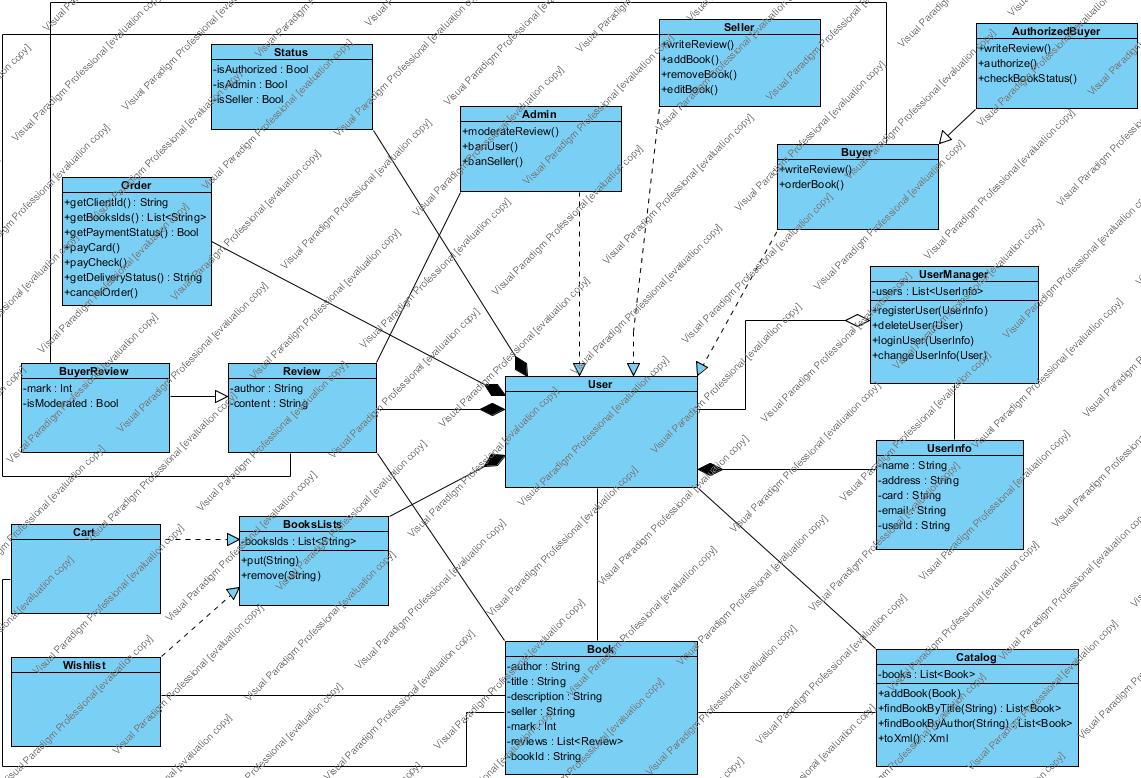 Status
-isAuthorized : Bool
-isAdmin : Bool
-isSeller : Bool
Seller
+writeReview()
+addBook()
+removeBook()
+editBook()
AuthorizedBuyer
+writeReview()
+authorize()
+checkBookStatus()
Admin
+moderateReview()
+banUser()
+banSeller()
Buyer
+writeReview()
+orderBook()
Order
+getClientId() : String
+getBooksIds() : List<String>
+getPaymentStatus() : Bool
+payCard()
+payCheck()
+getDeliveryStatus() : String
+cancelOrder()
UserManager
-users : List<UserInfo>
+registerUser(UserInfo)
+deleteUser(User)
+loginUser(UserInfo)
+changeUserInfo(User)
BuyerReview
-mark : Int
-isModerated : Bool
Review
-author : String
-content : String
User
UserInfo
-name : String
-address : String
-card : String
-email : String
-userId : String
Cart
BooksLists
-booksIds : List<String>
+put(String)
+remove(String)
Wishlist
Book
-author : String
-title : String
-description : String
-seller : String
-mark : Int
-reviews : List<Review>
-bookId : String
Catalog
-books : List<Book>
+addBook(Book)
+findBookByTitle(String) : List<Book>
+findBookByAuthor(String) : List<Book>
+toXml() : Xml
Visual Paradigm Professional [evaluation copy]